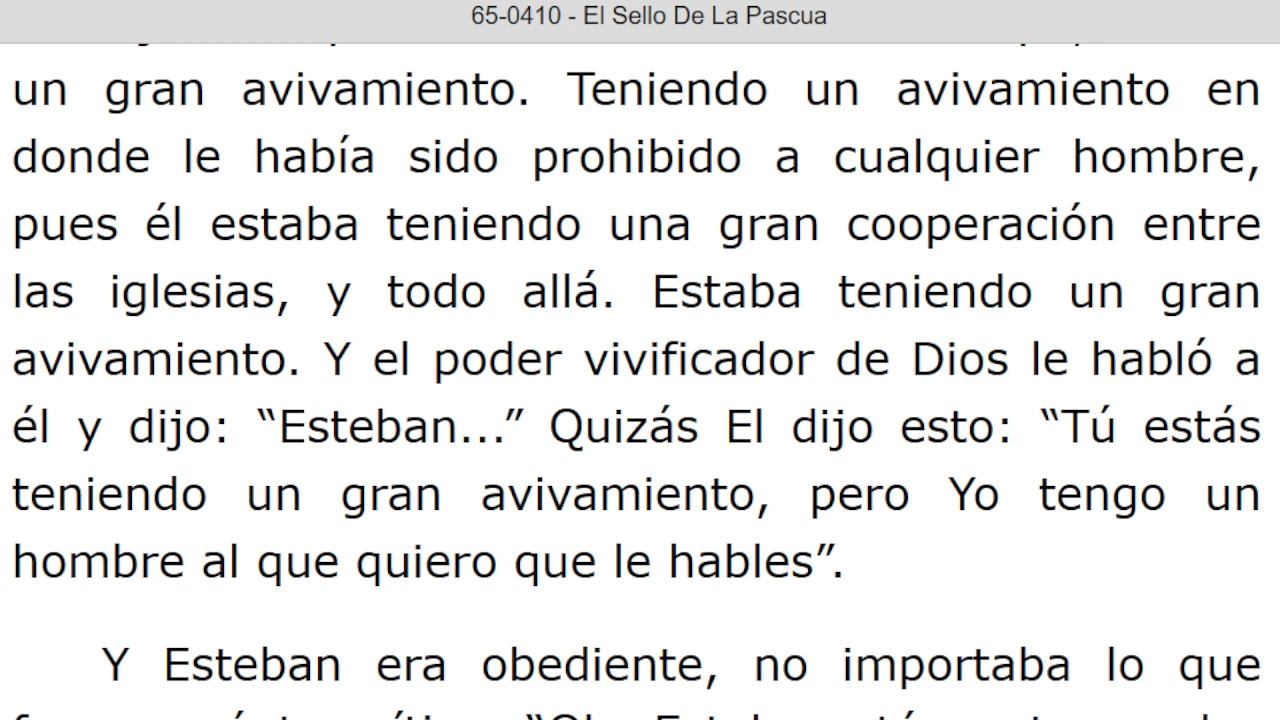 65-0410 - El Sello De La Pascua
un gran avivamiento. Teniendo un avivamiento en
donde le había sido prohibido a cualquier hombre,
pues él estaba teniendo una gran cooperación entre
las iglesias, y todo allá. Estaba teniendo un gran
avivamiento. Y el poder vivificador de Dios le habló a
él y dijo: “Esteban...” Quizás El dijo esto: “Tú estás
teniendo un gran avivamiento, pero Yo tengo un
hombre al que quiero que le hables”.
Y Esteban era obediente, no importaba lo que